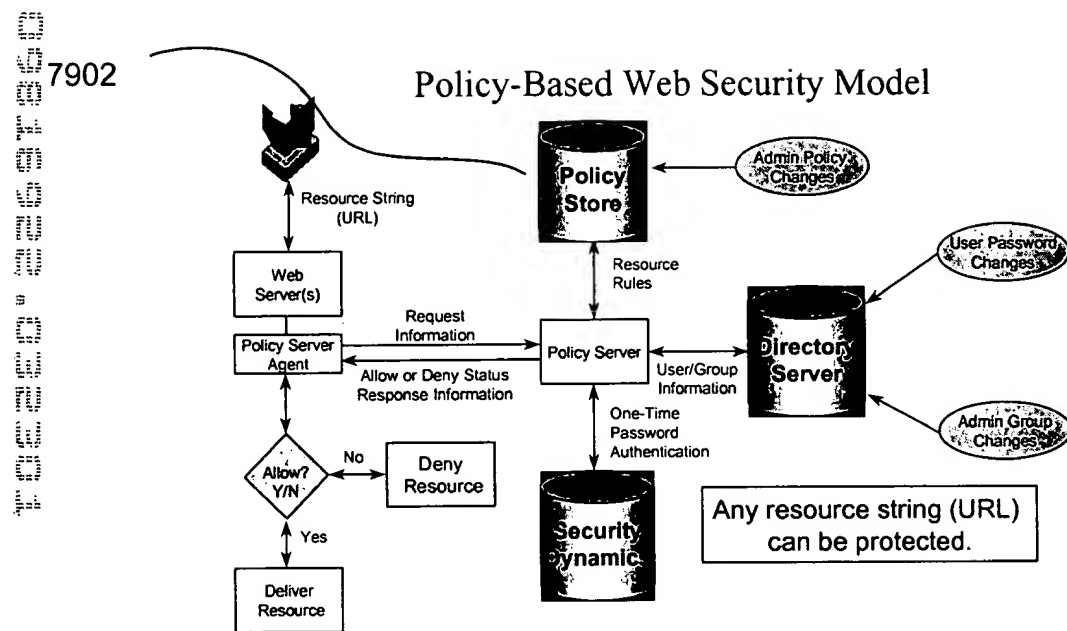 7902
Policy-Based Web Security Model
Policy
Store
Admin Policy
Changes
Resource String
(URL)
User Password
Changes
Web
Server(s)
Resource
Rules
Request
Information
Policy Server
Agent
Policy Server
Directory
Server
Allow or Deny Status
Response Information
User/Group
Information
One-Time
Password
Authentication
Admin Group
Changes
Allow?
Y/N
No
Deny
Resource
Security
Dynamic
Any resource string (URL)
can be protected.
Yes
Deliver
Resource